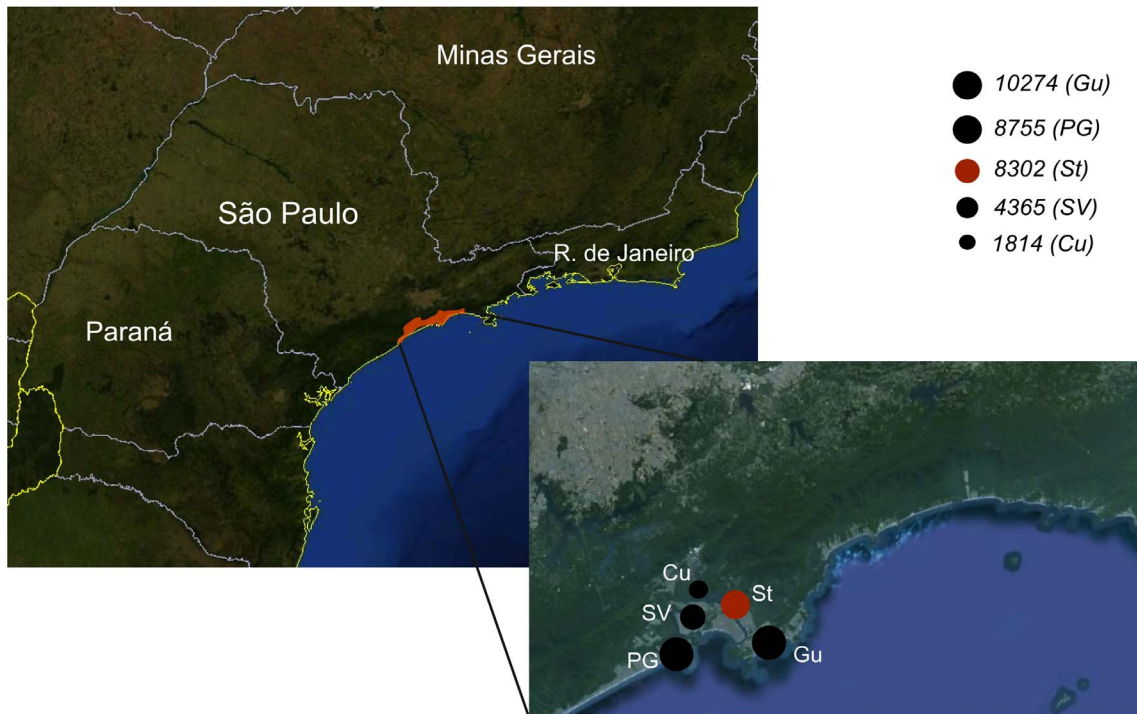 Minas Gerais
São Paulo
R. de Janeiro
Paraná
10274 (Gu)
8755 (PG)
8302 (St)
4365 (SV)
1814 (Cu)
Cu
St
SV
PG
Gu